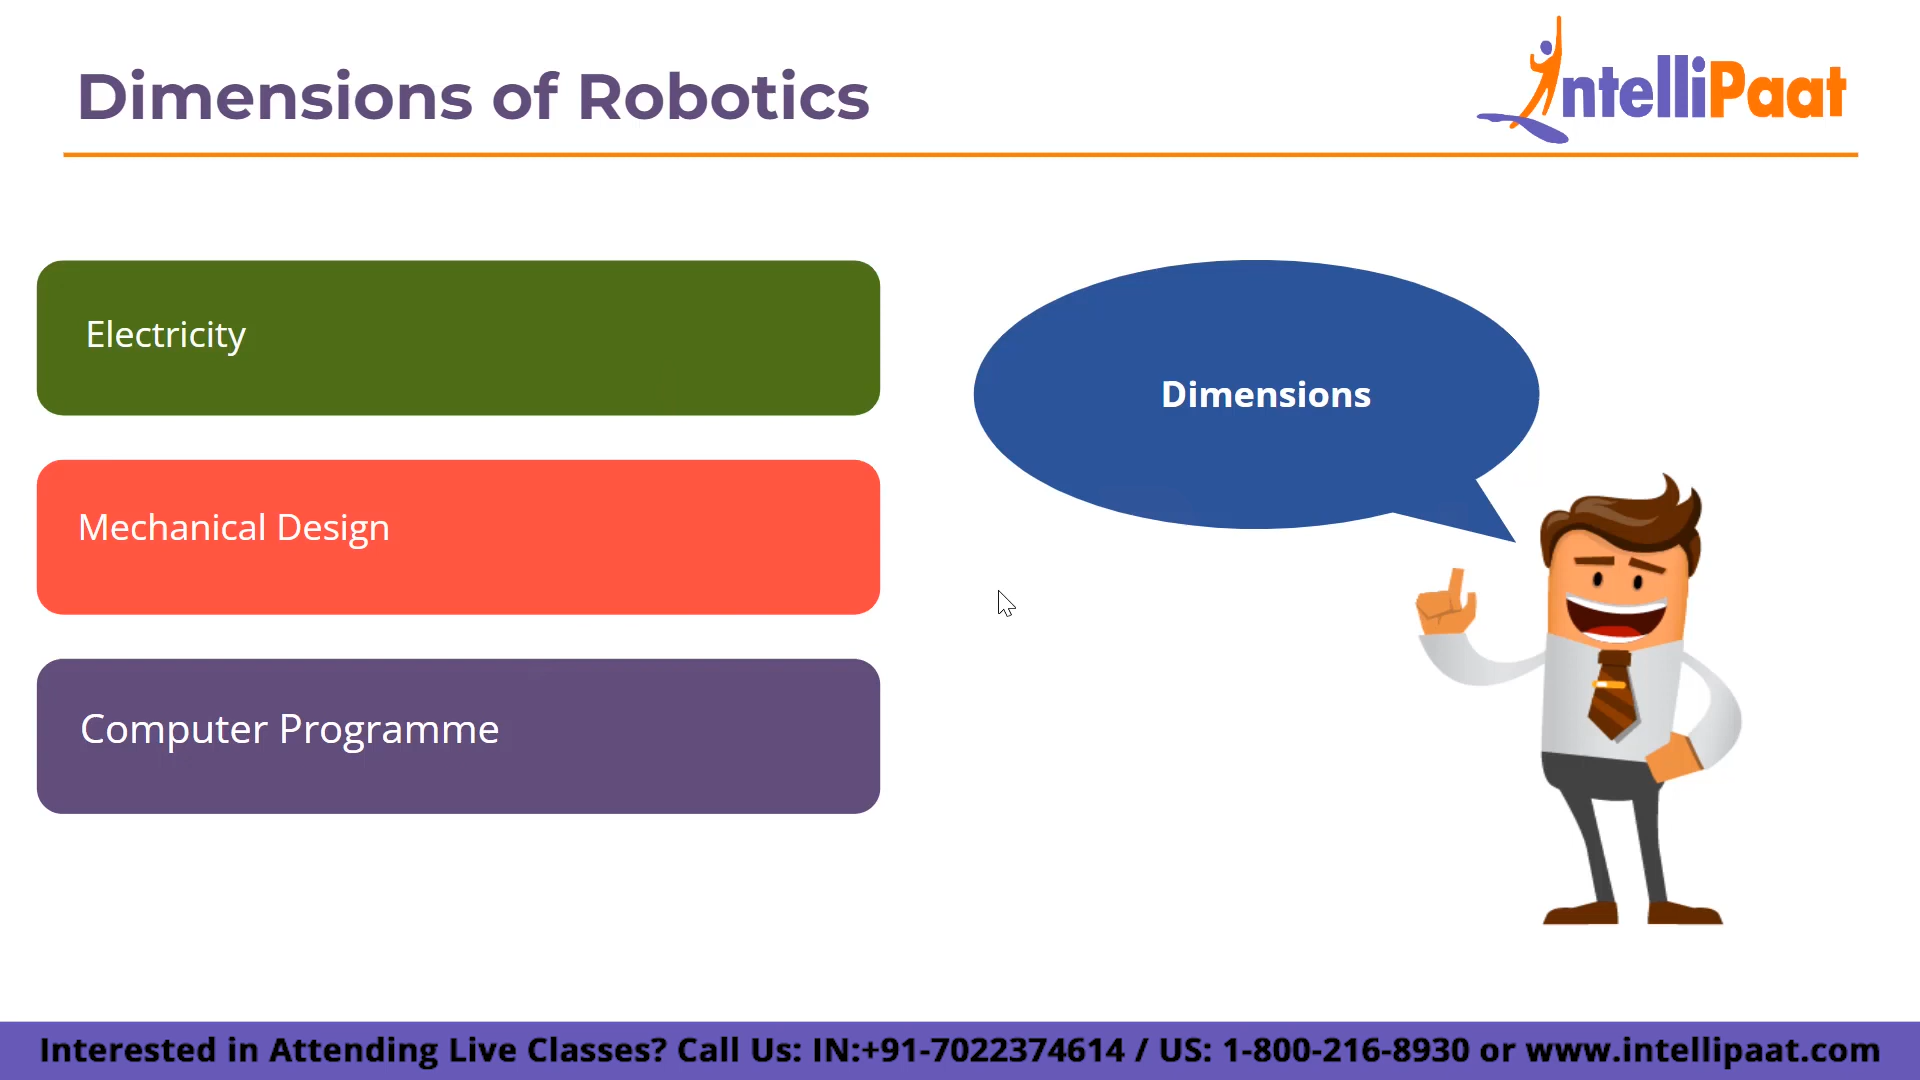 Dimensions of Robotics
IntelliPaat
Electricity
Mechanical Design
Computer Programme
Dimensions
Interested in Attending Live Classes? Call Us: IN:+91-7022374614 / US: 1-800-216-8930 or www.intellipaat.com